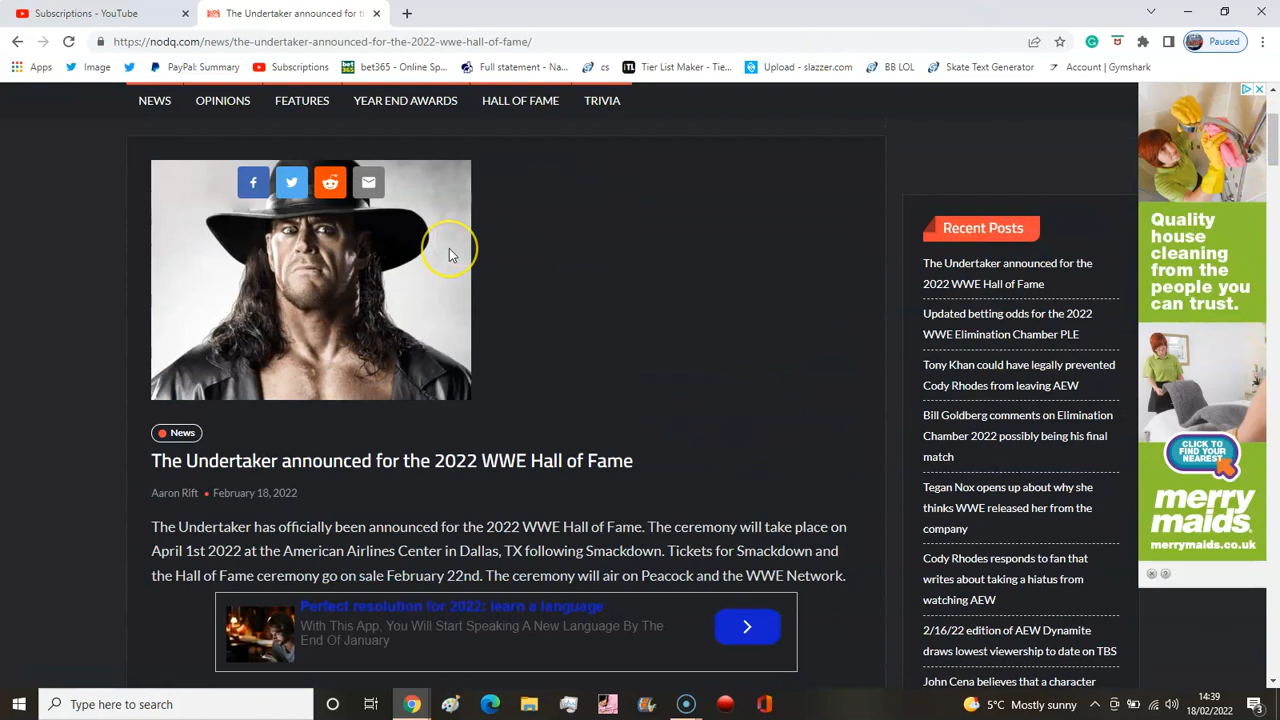 Subscriptions - YouTube
The Undertaker announced for th
https://nodq.com/news/the-undertaker-announced-for-the-2022-wwe-hall-of-fame/
Paused
Apps
Image
PayPal: Summary
Subscriptions
bet365 - Online Sp...
Full statement - Na...
cs
Tier List Maker - Tie...
Upload - slazzer.com
BB LOL
Skate Text Generator
Account | Gymshark
NEWS
OPINIONS
FEATURES
YEAR END AWARDS
HALL OF FAME
TRIVIA
News
The Undertaker announced for the 2022 WWE Hall of Fame
Aaron Rift • February 18, 2022
The Undertaker has officially been announced for the 2022 WWE Hall of Fame. The ceremony will take place on
April 1st 2022 at the American Airlines Center in Dallas, TX following Smackdown. Tickets for Smackdown and
the Hall of Fame ceremony go on sale February 22nd. The ceremony will air on Peacock and the WWE Network.
Perfect resolution for 2022: learn a language
With This App, You Will Start Speaking A New Language By The
End Of January
Recent Posts
The Undertaker announced for the
2022 WWE Hall of Fame
Updated betting odds for the 2022
WWE Elimination Chamber PLE
Tony Khan could have legally prevented
Cody Rhodes from leaving AEW
Bill Goldberg comments on Elimination
Chamber 2022 possibly being his final
match
Tegan Nox opens up about why she
thinks WWE released her from the
company
Cody Rhodes responds to fan that
writes about taking a hiatus from
watching AEW
2/16/22 edition of AEW Dynamite
draws lowest viewership to date on TBS
John Cena believes that a character
Quality
house
cleaning
from the
people you
can trust.
CLICK TO
FIND YOUR
NEAREST
merry
maids.
merrymaids.co.uk
Type here to search
5°C Mostly sunny
14:39
18/02/2022
3